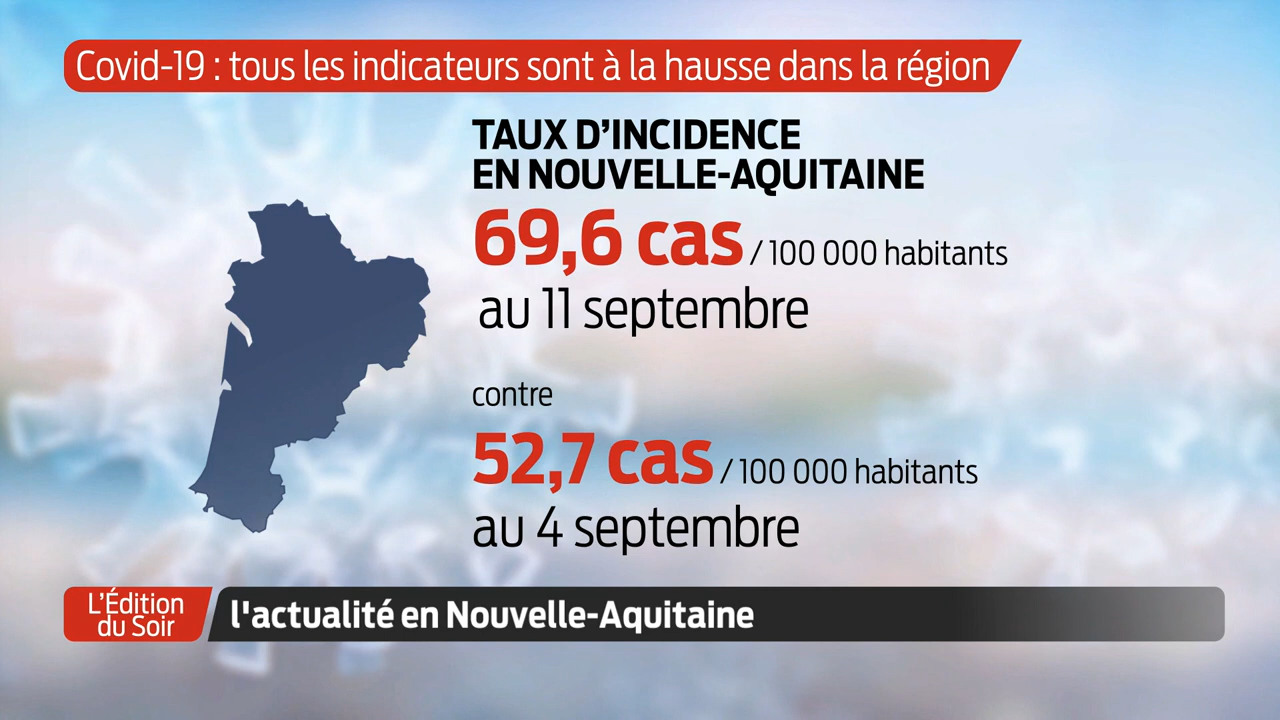 Covid-19 : tous les indicateurs sont à la hausse dans la région
TAUX D’INCIDENCE
EN NOUVELLE-AQUITAINE
69,6 cas / 100 000 habitants
au 11 septembre
contre
52,7 cas / 100 000 habitants
au 4 septembre
L’Édition
du Soir
l'actualité en Nouvelle-Aquitaine